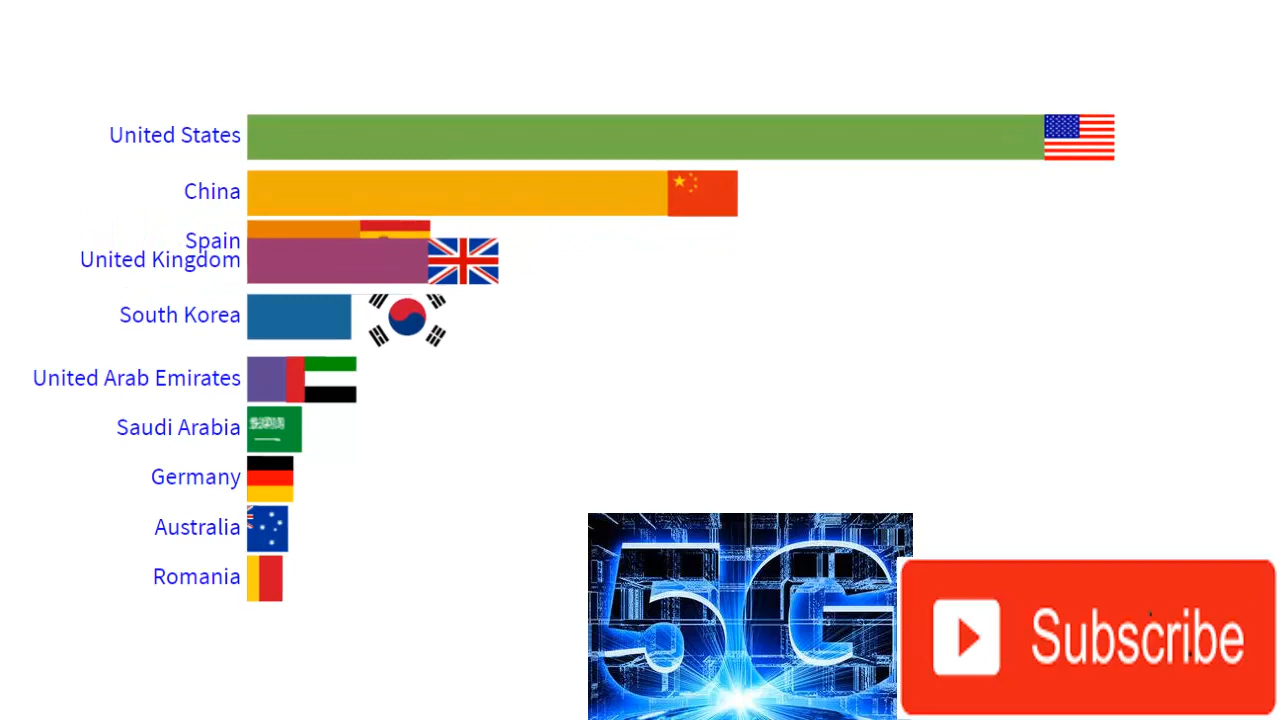 United States
China
Spain
United Kingdom
South Korea
United Arab Emirates
Saudi Arabia
Germany
Australia
Romania
5G
Subscribe